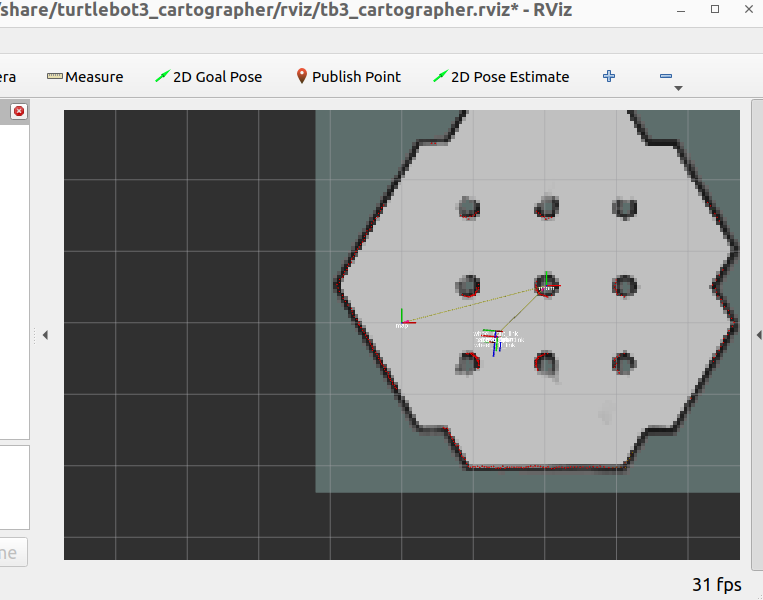 /share/turtlebot3_cartographer/rviz/tb3_cartographer.rviz* - RViz
era Measure 2D Goal Pose Publish Point 2D Pose Estimate
odom
map
me
31 fps